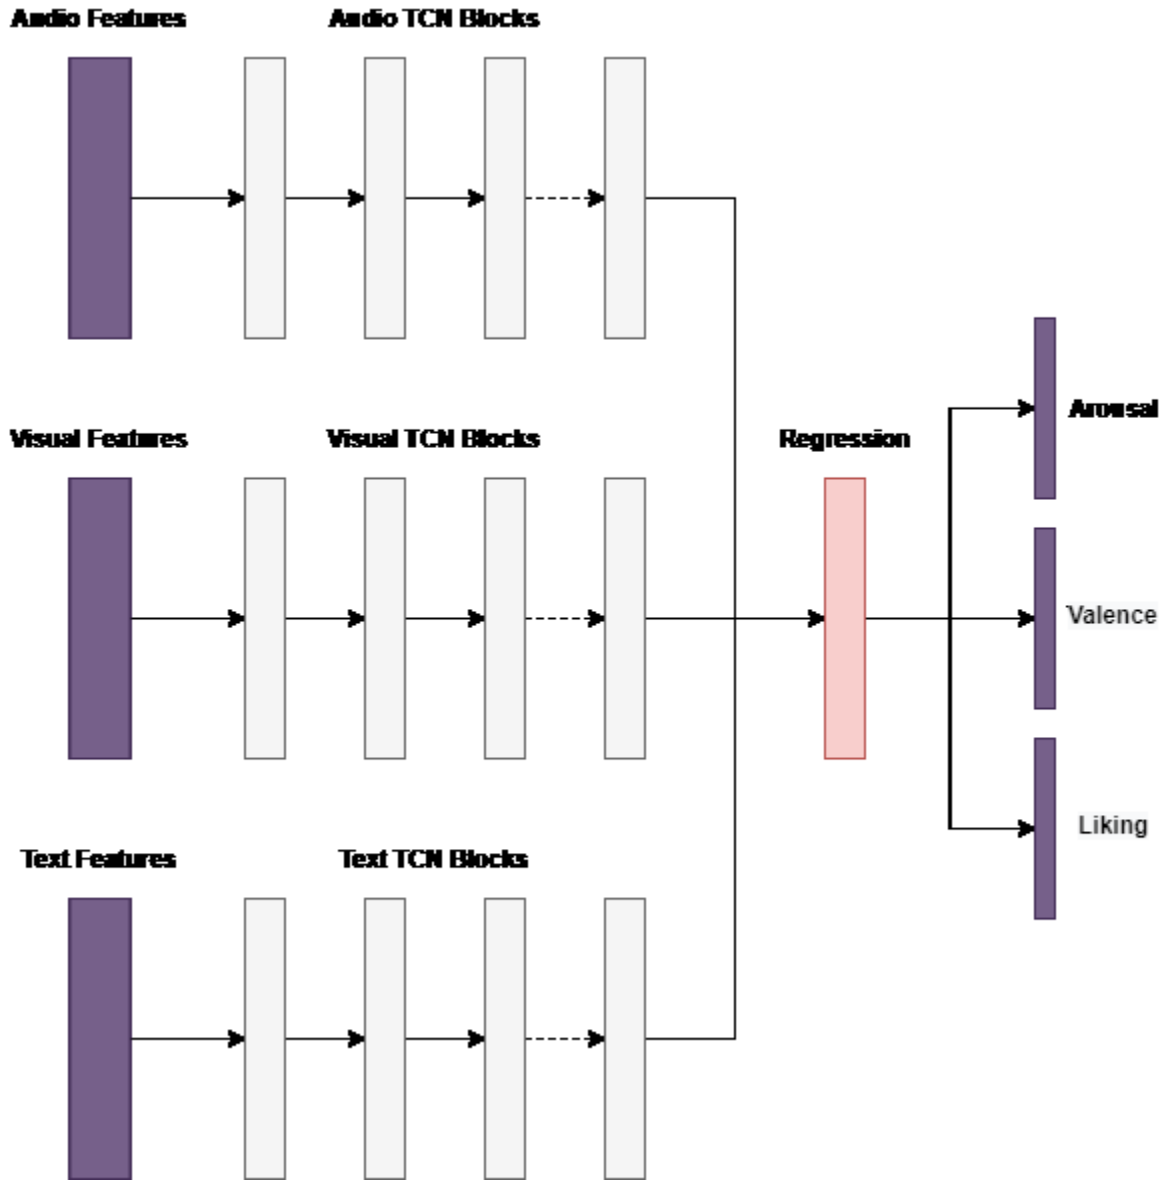 Audio Features
Audio TCN Blocks
Visual Features
Visual TCN Blocks
Regression
Arousal
Valence
Liking
Text Features
Text TCN Blocks